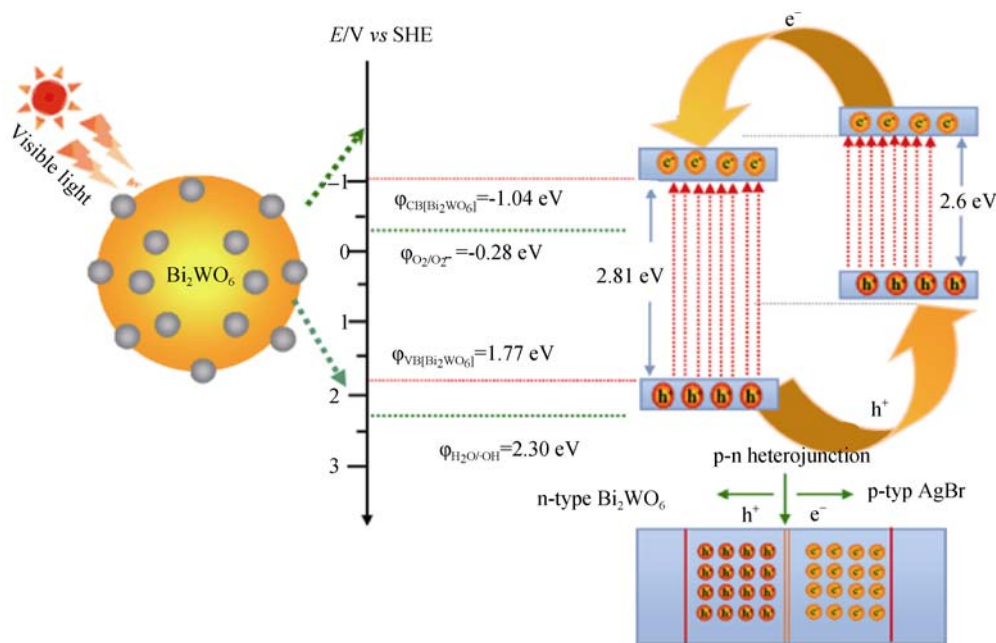 E/V vs SHE
Visible light
Bi₂WO₆
−1
0
1
2
3
φCB[Bi₂WO₆]=-1.04 eV
φO₂/O₂⁻=-0.28 eV
φVB[Bi₂WO₆]=1.77 eV
φH₂O/·OH=2.30 eV
e⁻
e⁻ e⁻ e⁻ e⁻
e⁻ e⁻ e⁻ e⁻
2.81 eV
2.6 eV
h⁺ h⁺ h⁺ h⁺
h⁺ h⁺ h⁺ h⁺
h⁺
p-n heterojunction
n-type Bi₂WO₆
p-typ AgBr
h⁺
e⁻
h⁺ h⁺ h⁺ h⁺ e⁻ e⁻ e⁻ e⁻
h⁺ h⁺ h⁺ h⁺ e⁻ e⁻ e⁻ e⁻
h⁺ h⁺ h⁺ h⁺ e⁻ e⁻ e⁻ e⁻
h⁺ h⁺ h⁺ h⁺ e⁻ e⁻ e⁻ e⁻